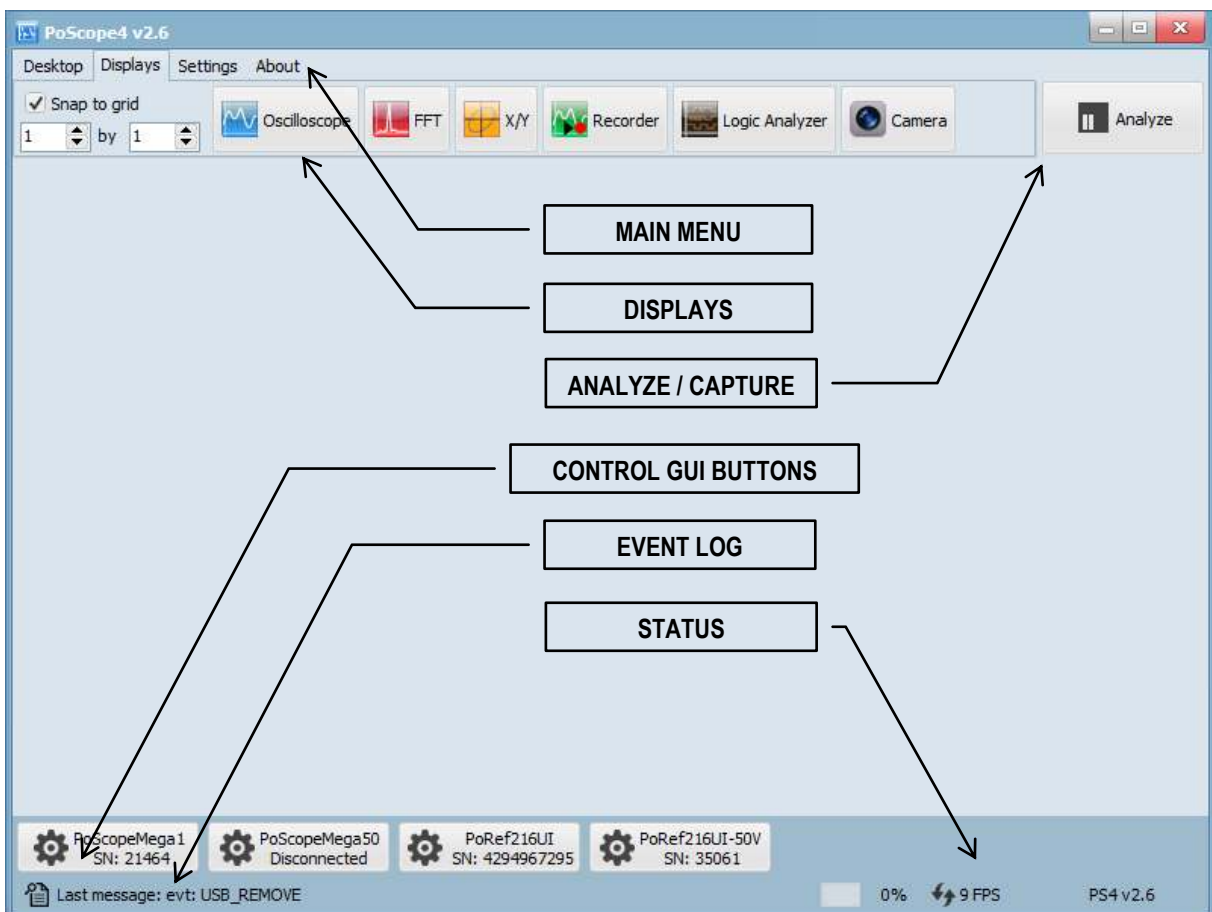 PoScope4 v2.6
Desktop Displays Settings About
Snap to grid
1 by 1
Oscilloscope FFT X/Y Recorder Logic Analyzer Camera Analyze
MAIN MENU
DISPLAYS
ANALYZE / CAPTURE
CONTROL GUI BUTTONS
EVENT LOG
STATUS
PoScopeMega1
SN: 21464
PoScopeMega50
Disconnected
PoRef216UI
SN: 4294967295
PoRef216UI-50V
SN: 35061
Last message: evt: USB_REMOVE 0% 9 FPS PS4 v2.6